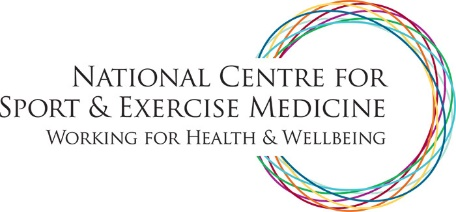 National Centre for
Sport & Exercise Medicine
Working for Health & Wellbeing